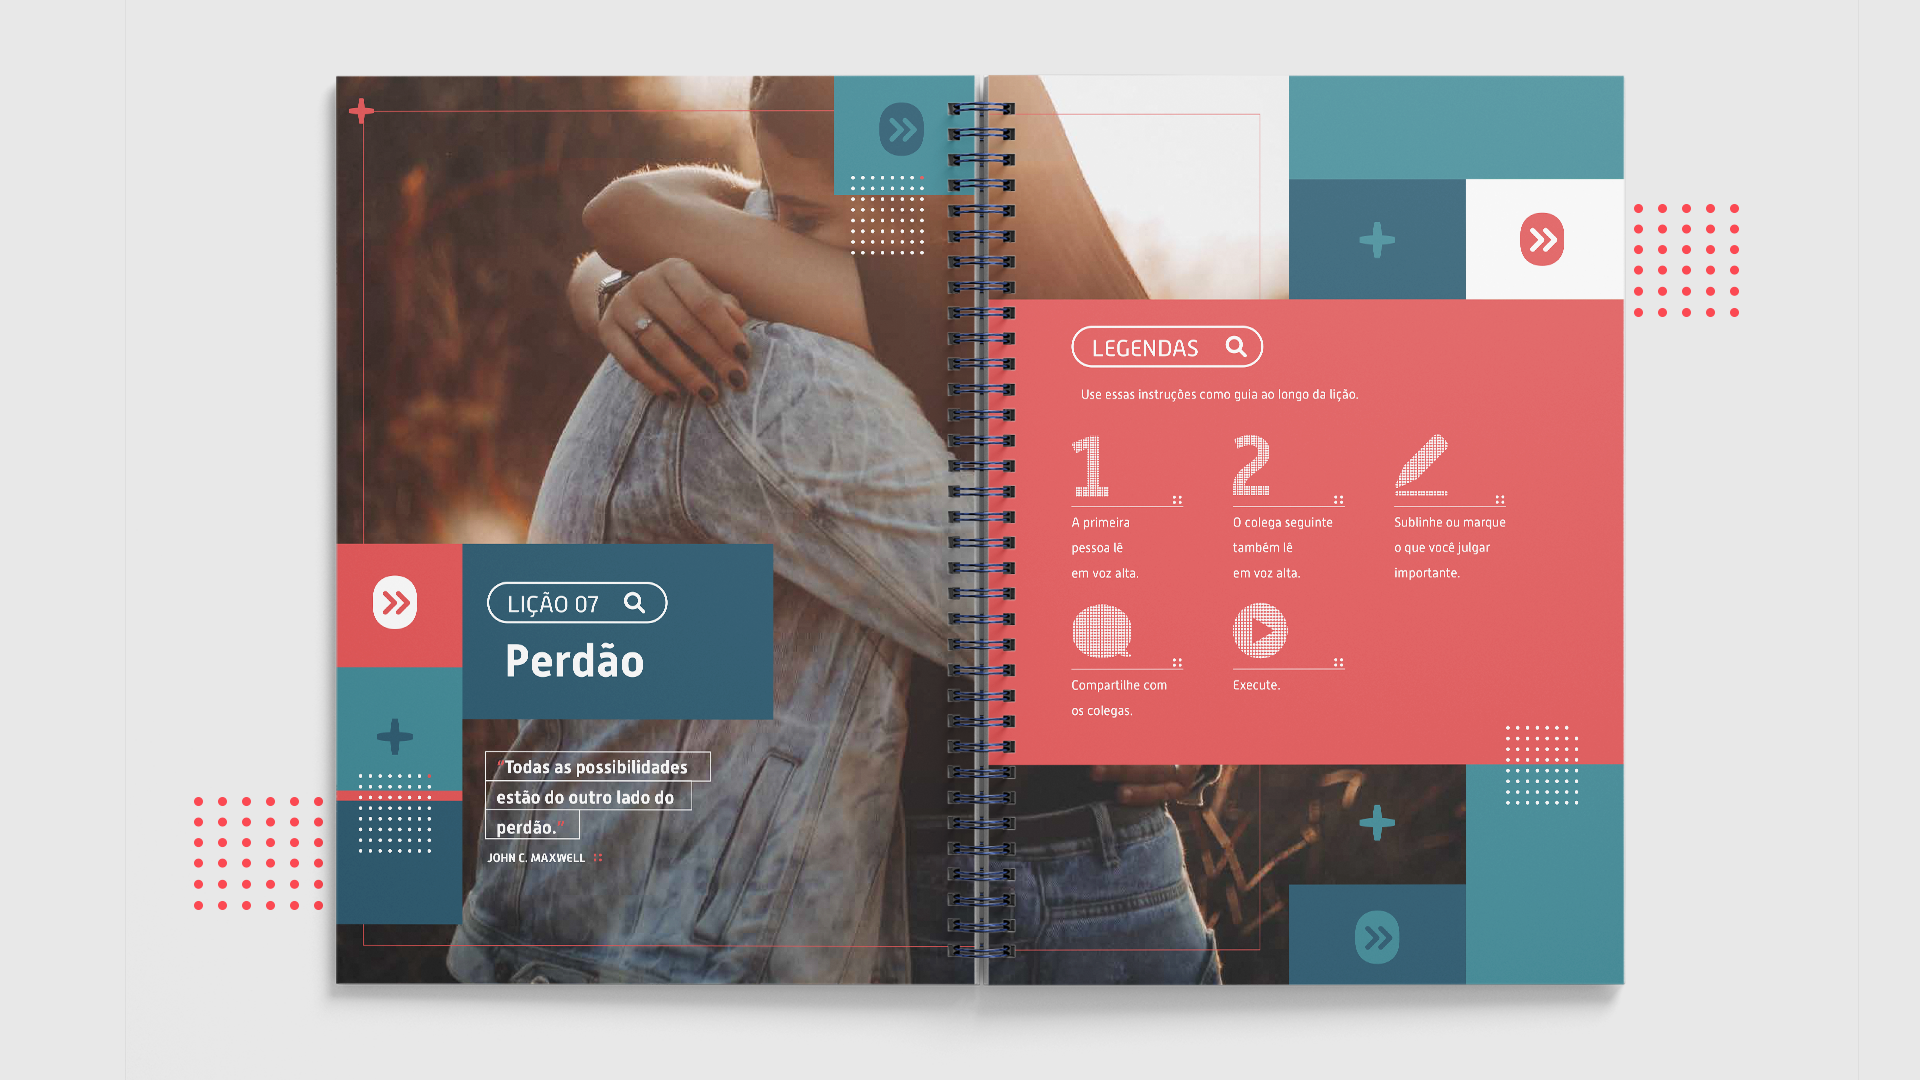 LIÇÃO 07
Perdão
“Todas as possibilidades
estão do outro lado do
perdão.”
JOHN C. MAXWELL
LEGENDAS
Use essas instruções como guia ao longo da lição.
1
A primeira
pessoa lê
em voz alta.
2
O colega seguinte
também lê
em voz alta.
Sublinhe ou marque
o que você julgar
importante.
Compartilhe com
os colegas.
Execute.